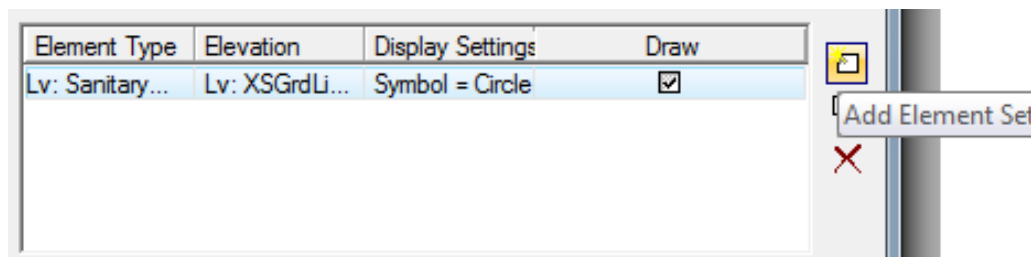 Element Type Elevation Display Settings Draw
Lv: Sanitary... Lv: XSGrdLi... Symbol = Circle
Add Element Set